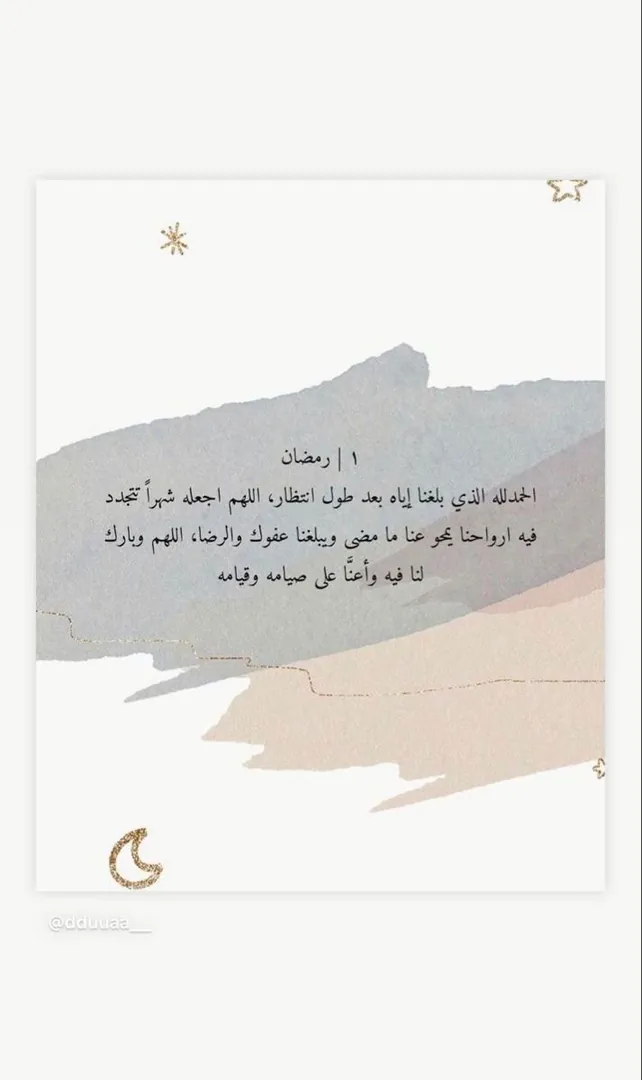 ١ | رمضان
الحمدلله الذي بلغنا إياه بعد طول انتظار، اللهم اجعله شهراً تتجدد
فيه ارواحنا يمحو عنا ما مضى ويبلغنا عفوك والرضا، اللهم وبارك
لنا فيه وأعنَّا على صيامه وقيامه
@dduuaa__